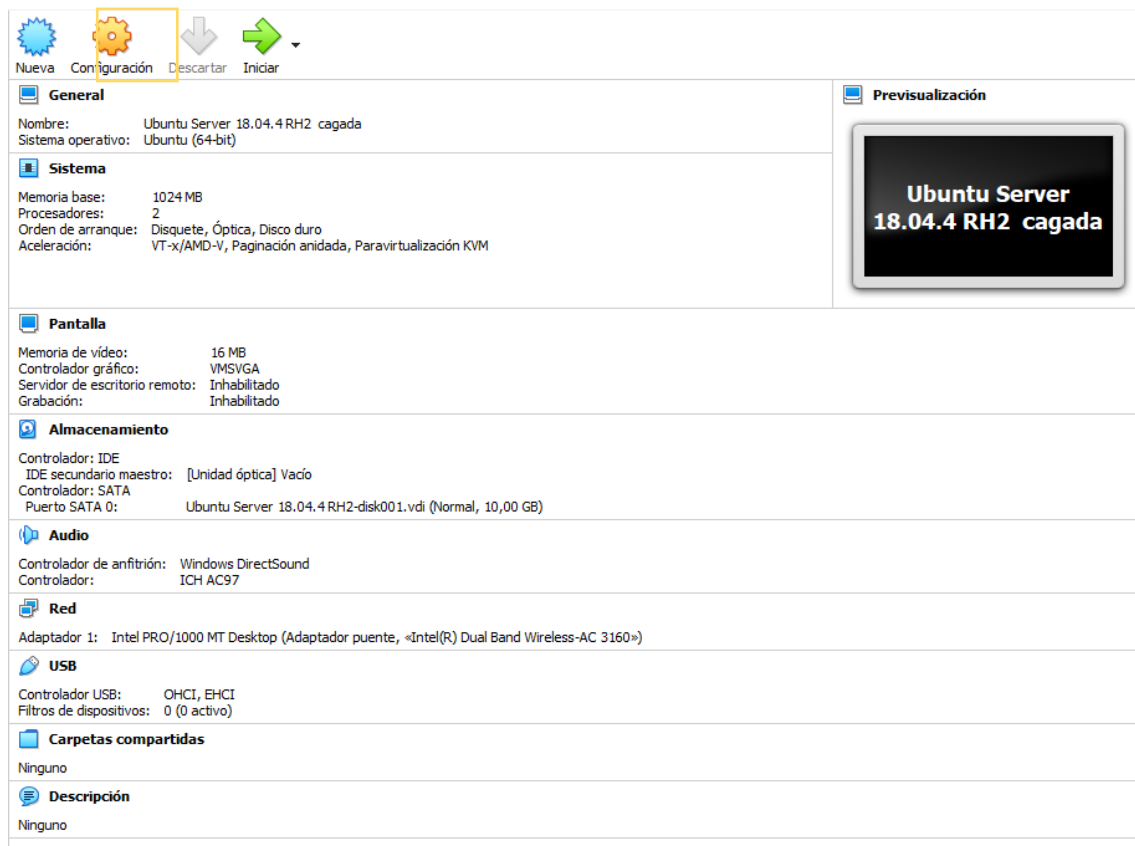 Nueva Configuración Descartar Iniciar
General
Nombre: Ubuntu Server 18.04.4 RH2 cagada
Sistema operativo: Ubuntu (64-bit)
Previsualización
Ubuntu Server
18.04.4 RH2 cagada
Sistema
Memoria base: 1024 MB
Procesadores: 2
Orden de arranque: Disquete, Óptica, Disco duro
Aceleración: VT-x/AMD-V, Paginación anidada, Paravirtualización KVM
Pantalla
Memoria de vídeo: 16 MB
Controlador gráfico: VMSVGA
Servidor de escritorio remoto: Inhabilitado
Grabación: Inhabilitado
Almacenamiento
Controlador: IDE
IDE secundario maestro: [Unidad óptica] Vacío
Controlador: SATA
Puerto SATA 0: Ubuntu Server 18.04.4 RH2-disk001.vdi (Normal, 10,00 GB)
Audio
Controlador de anfitrión: Windows DirectSound
Controlador: ICH AC97
Red
Adaptador 1: Intel PRO/1000 MT Desktop (Adaptador puente, «Intel(R) Dual Band Wireless-AC 3160»)
USB
Controlador USB: OHCI, EHCI
Filtros de dispositivos: 0 (0 activo)
Carpetas compartidas
Ninguno
Descripción
Ninguno